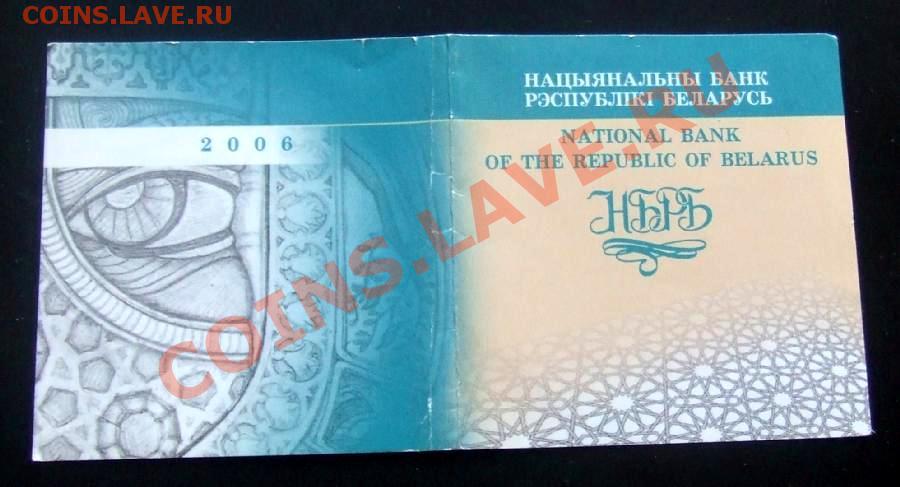 COINS.LAVE.RU
2006
НАЦЫЯНАЛЬНЫ БАНК
РЭСПУБЛІКІ БЕЛАРУСЬ
NATIONAL BANK
OF THE REPUBLIC OF BELARUS
НБРБ
COINS.LAVE.RU